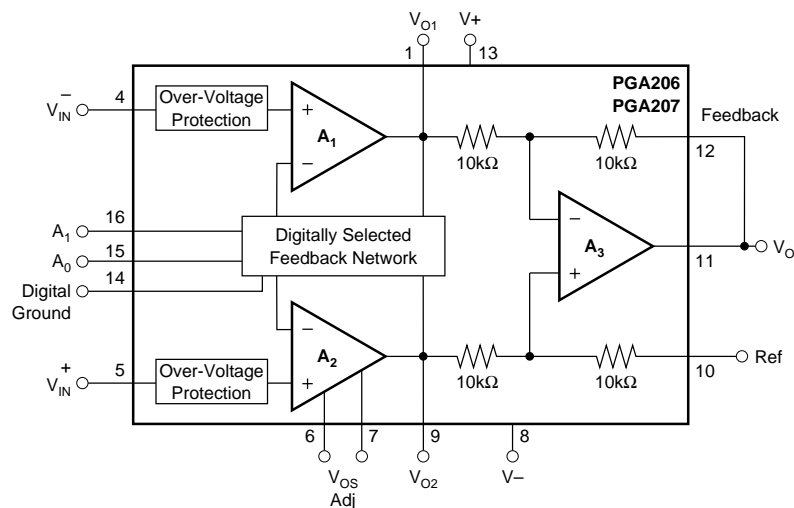 V_O1 V+
1 13
PGA206
PGA207
V_IN^– 4 Over-Voltage
Protection
+
A_1
–
10kΩ 10kΩ
Feedback
12
A_1 16
A_0 15
Digital
Ground 14
Digitally Selected
Feedback Network
–
A_3
+
11 V_O
–
A_2
+
V_IN^+ 5 Over-Voltage
Protection
10kΩ 10kΩ
10 Ref
6 7 9 8
V_OS
Adj
V_O2 V–